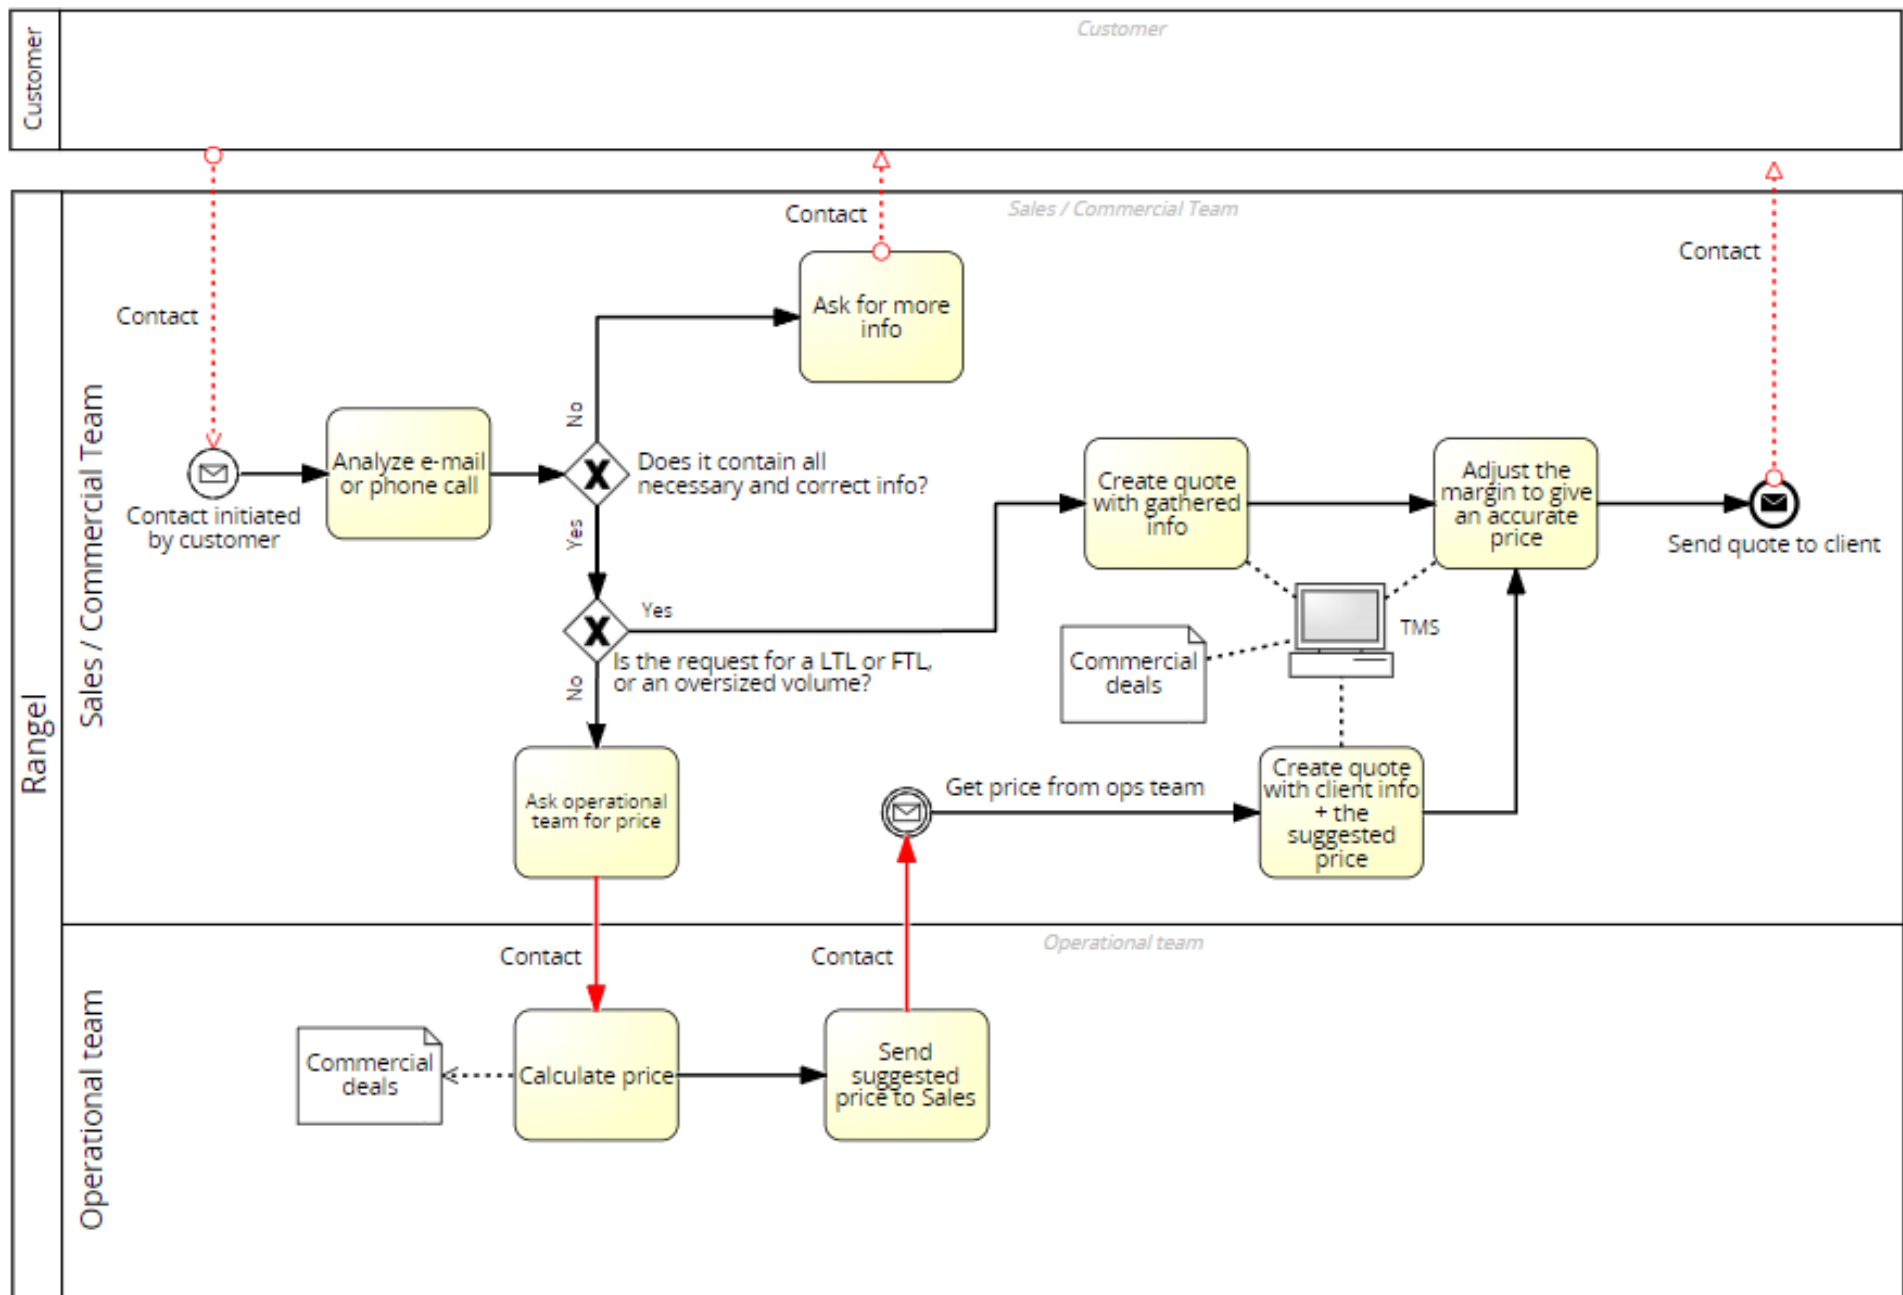 Customer
Customer
Rangel
Sales / Commercial Team
Sales / Commercial Team
Contact
Contact
Contact
Ask for more
info
No
Analyze e-mail
or phone call
Does it contain all
necessary and correct info?
Contact initiated
by customer
Yes
Create quote
with gathered
info
Adjust the
margin to give
an accurate
price
Send quote to client
Yes
Is the request for a LTL or FTL,
or an oversized volume?
No
TMS
Commercial
deals
Ask operational
team for price
Get price from ops team
Create quote
with client info
+ the
suggested
price
Operational team
Operational team
Contact
Contact
Commercial
deals
Calculate price
Send
suggested
price to Sales